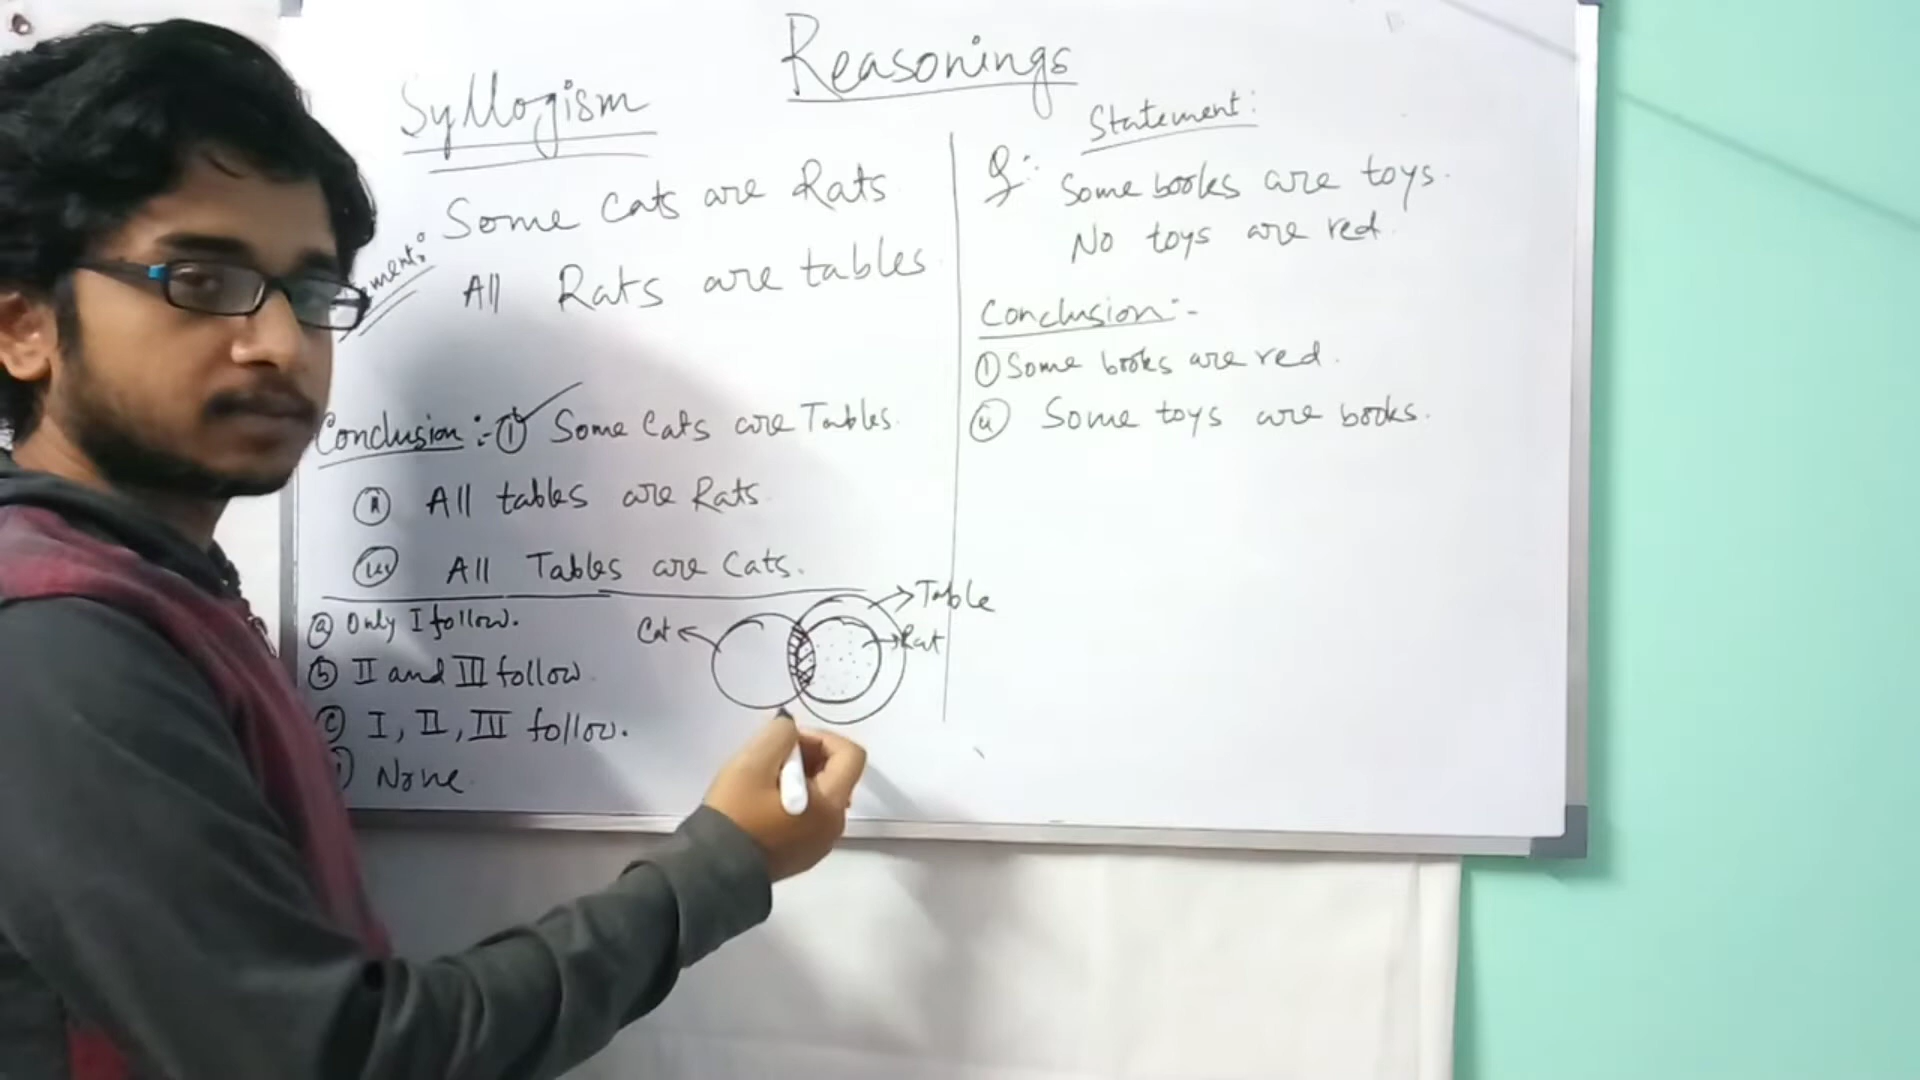 Reasonings
Syllogism
Some Cats are Rats
All Rats are tables
Conclusion :- (i) Some Cats are Tables.
(ii) All tables are Rats
(iii) All Tables are Cats.
(a) Only I follow.
(b) II and III follow
(c) I, II, III follow.
None
Cat
Table
Rat
Statement:
Some books are toys.
No toys are red.
Conclusion :-
(i) Some books are red.
(ii) Some toys are books.